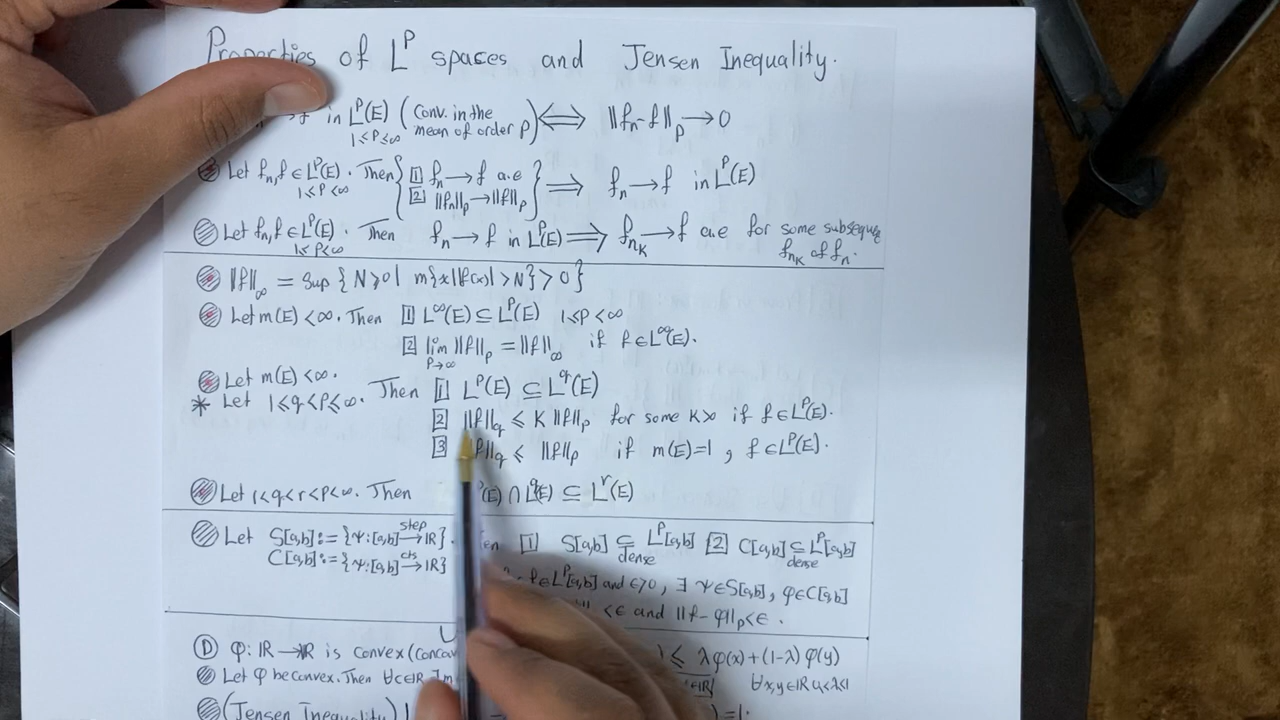 Properties of L^p spaces and Jensen Inequality.
f in L^p(E) (Conv. in the mean of order p) ⟺ ‖f_n-f‖_p → 0
1≤p≤∞
Let f_n, f ∈ L^p(E). Then { [1] f_n → f a.e [2] ‖f_n‖_p → ‖f‖_p } ⟹ f_n → f in L^p(E)
1≤p<∞
Let f_n, f ∈ L^p(E). Then f_n → f in L^p(E) ⟹ f_{n_K} → f a.e for some
1≤p<∞
f_{n_K} of f_n.
‖f‖_∞ = Sup { N≥0 | m{x||f(x)| > N} > 0 }
Let m(E) < ∞. Then [1] L^∞(E) ⊆ L^p(E) 1≤p<∞
[2] lim_{p→∞} ‖f‖_p = ‖f‖_∞ if f ∈ L^∞(E).
Let m(E) < ∞.
* Let 1≤q<p≤∞. Then [1] L^p(E) ⊆ L^q(E)
[2] ‖f‖_q ≤ K ‖f‖_p for some K>0 if f ∈ L^p(E).
[3] f‖_q ≤ ‖f‖_p if m(E)=1, f ∈ L^p(E).
Let 1<q<r<p<∞. Then (E) ∩ L^q(E) ⊆ L^r(E)
Let S[a,b] := {ψ: [a,b] →^{step} ℝ}. [1] S[a,b] ⊆_{dense} L^p[a,b] [2] C[a,b] ⊆_{dense} L^p[a,b]
C[a,b] := {ψ: [a,b] →^{cts} ℝ}
f ∈ L^p[a,b] and ε>0, ∃ ψ∈S[a,b], φ∈C[a,b]
<ε and ‖f-φ‖_p<ε.
(D) φ: ℝ → ℝ is convex (concav ≤ λφ(x)+(1-λ)φ(y)
Let φ be convex. Then ∀c∈ℝ ∃m ∀x,y∈ℝ 0<λ<1
(Jensen Inequality) ) =1.